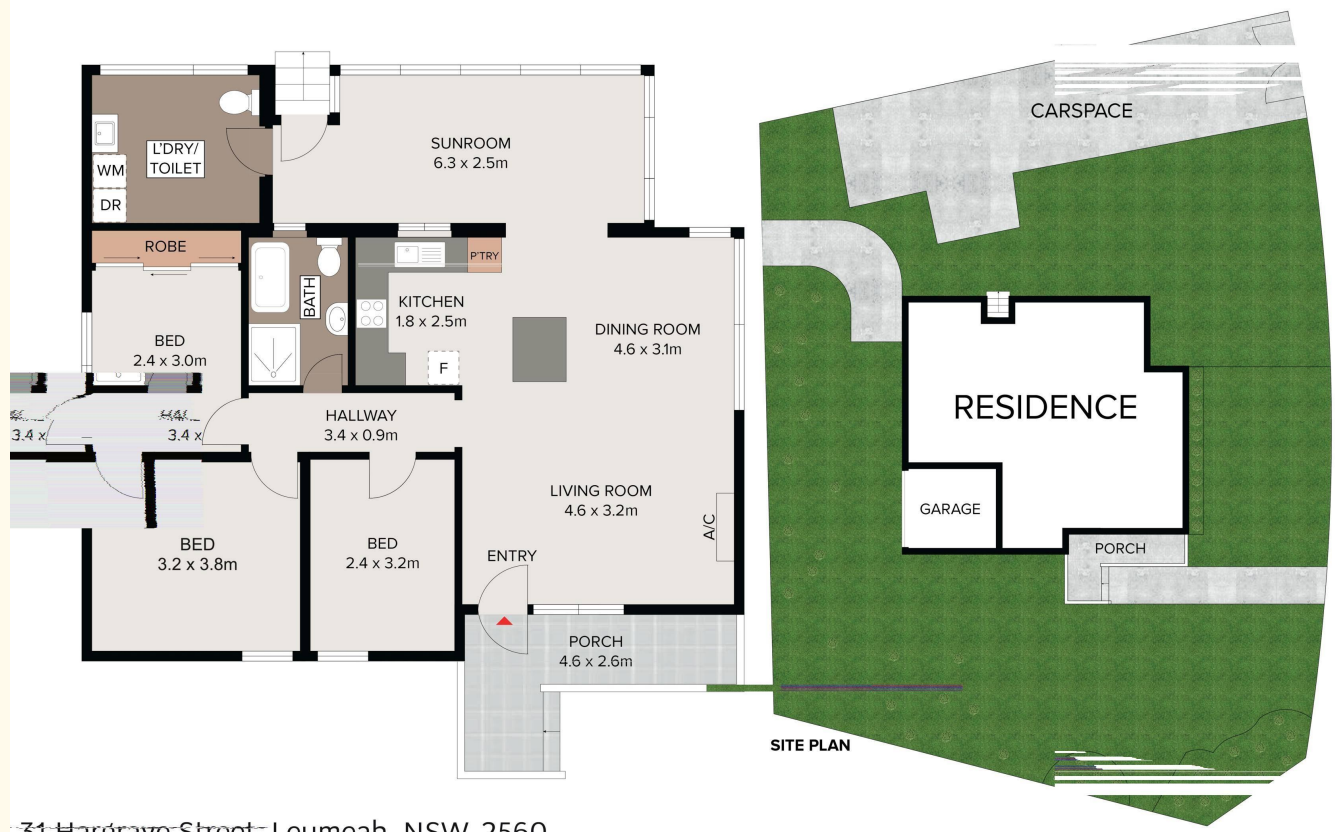 L'DRY/
TOILET
WM
DR
SUNROOM
6.3 x 2.5m
CARSPACE
ROBE
BATH
P'TRY
KITCHEN
1.8 x 2.5m
F
BED
2.4 x 3.0m
DINING ROOM
4.6 x 3.1m
3.4 x
3.4 x
HALLWAY
3.4 x 0.9m
RESIDENCE
LIVING ROOM
4.6 x 3.2m
A/C
GARAGE
BED
3.2 x 3.8m
BED
2.4 x 3.2m
ENTRY
PORCH
PORCH
4.6 x 2.6m
SITE PLAN
31 Hargrave Street, Leumeah, NSW, 2560